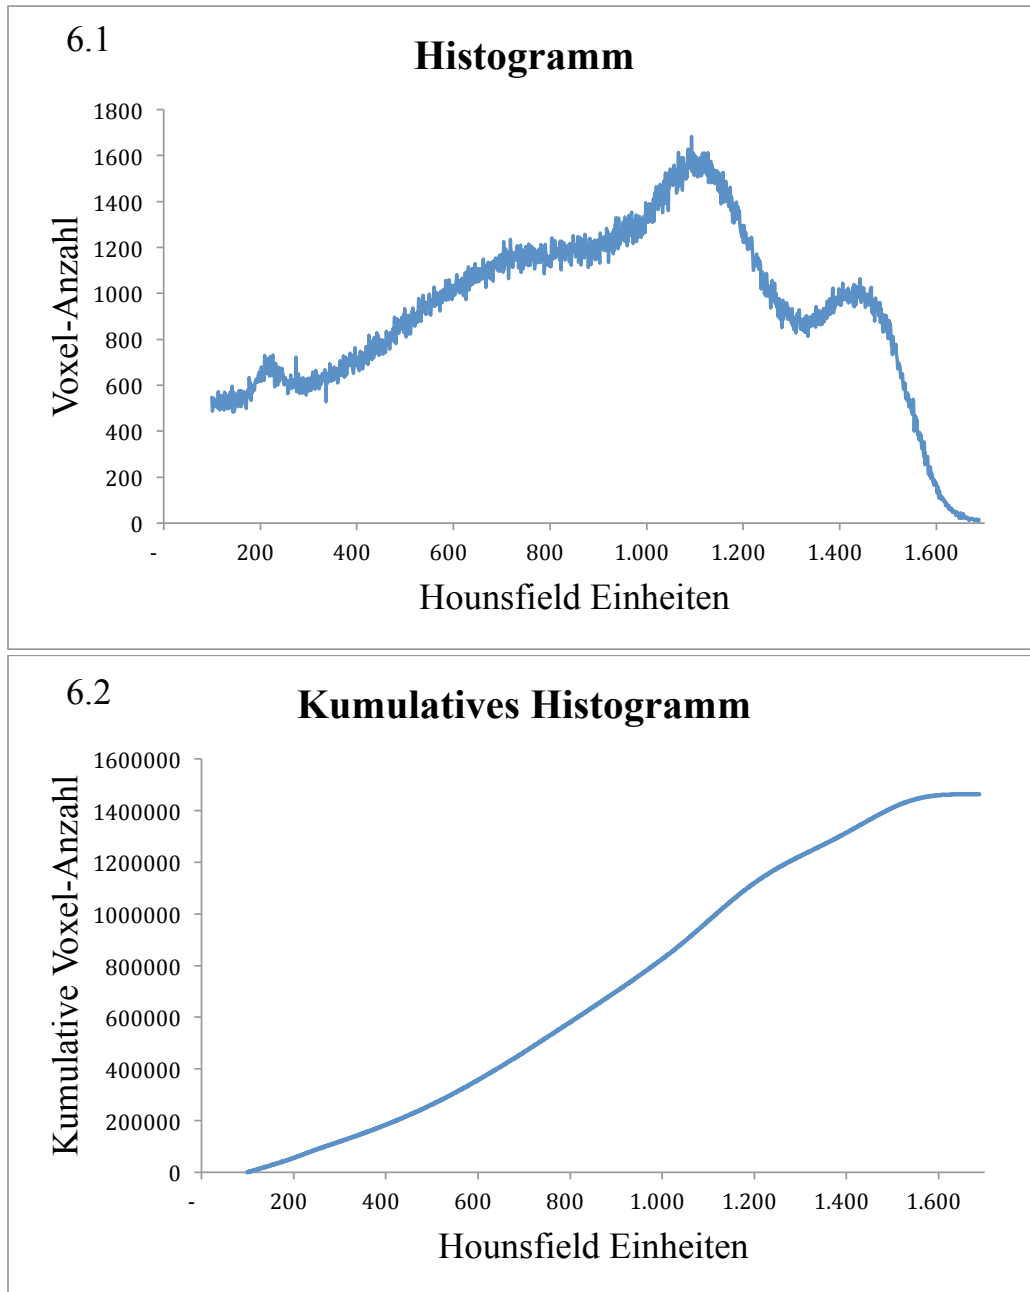 6.1
Histogramm
1800
1600
1400
1200
1000
800
600
400
200
0
Voxel-Anzahl
- 200 400 600 800 1.000 1.200 1.400 1.600
Hounsfield Einheiten
6.2
Kumulatives Histogramm
1600000
1400000
1200000
1000000
800000
600000
400000
200000
0
Kumulative Voxel-Anzahl
- 200 400 600 800 1.000 1.200 1.400 1.600
Hounsfield Einheiten